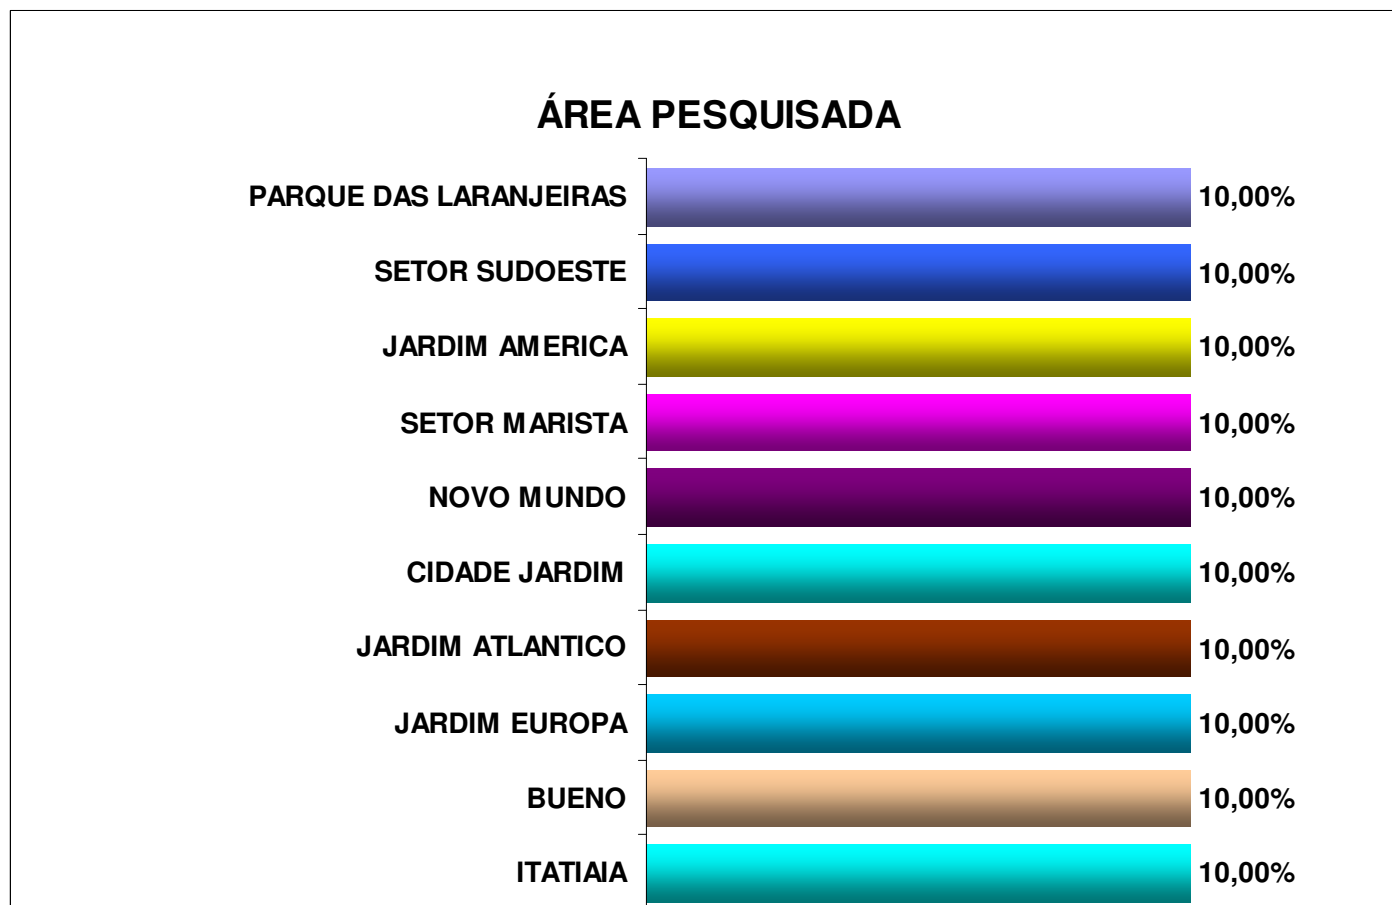 ÁREA PESQUISADA
PARQUE DAS LARANJEIRAS 10,00%
SETOR SUDOESTE 10,00%
JARDIM AMERICA 10,00%
SETOR MARISTA 10,00%
NOVO MUNDO 10,00%
CIDADE JARDIM 10,00%
JARDIM ATLANTICO 10,00%
JARDIM EUROPA 10,00%
BUENO 10,00%
ITATIAIA 10,00%